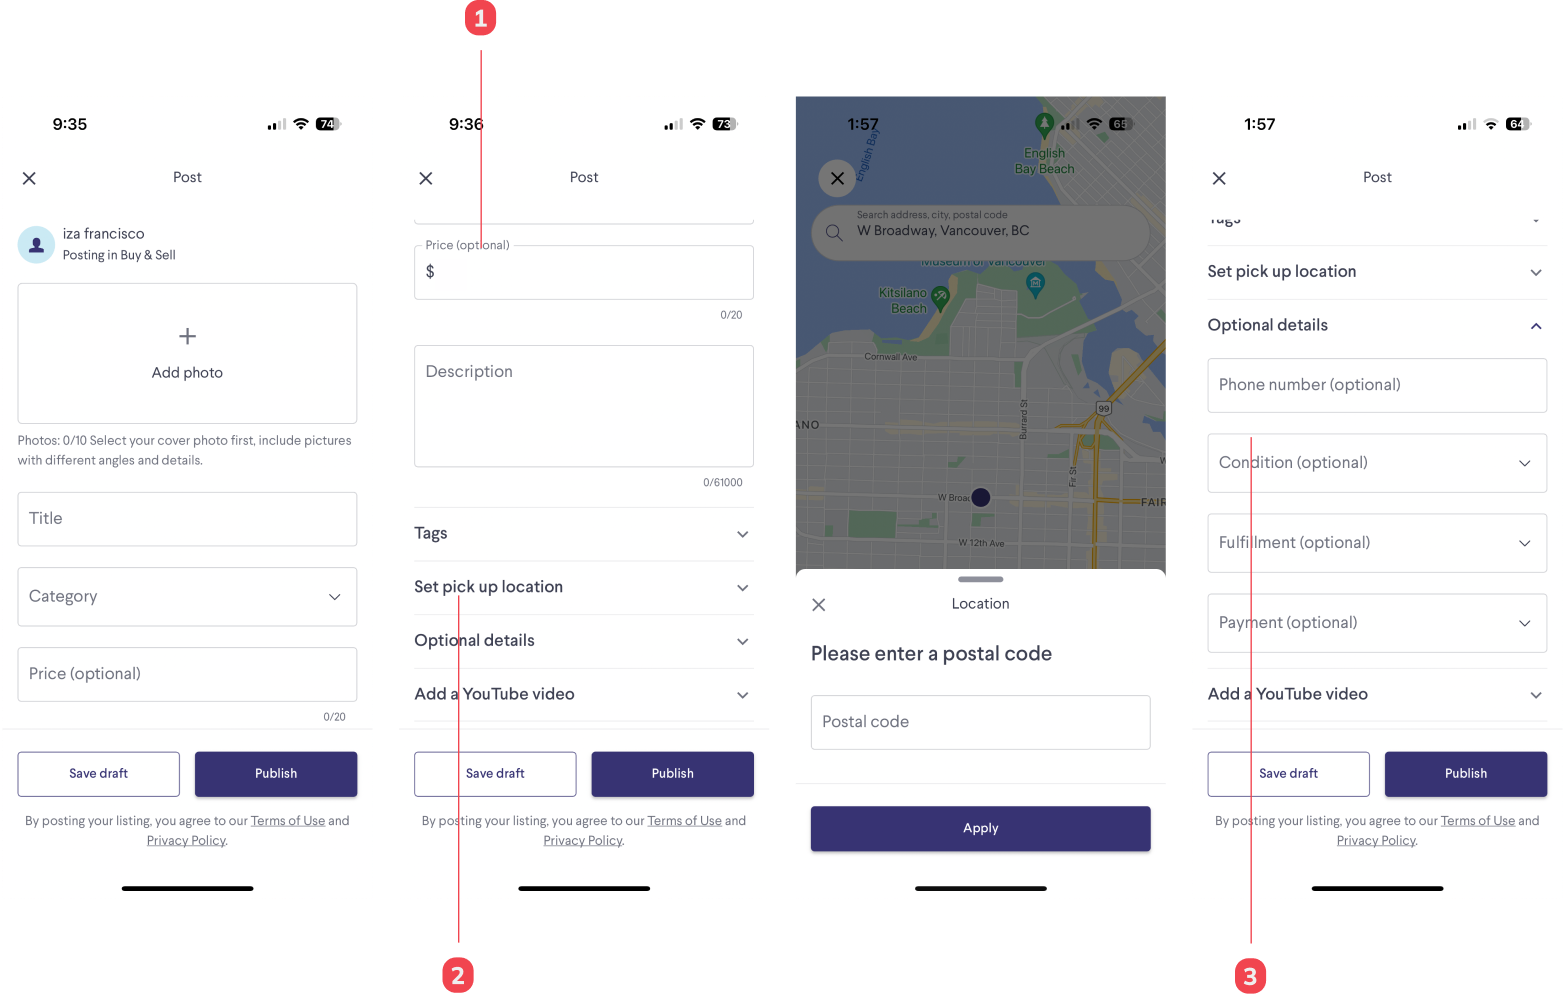 1
9:35
74
Post
iza francisco
Posting in Buy & Sell
Add photo
Photos: 0/10 Select your cover photo first, include pictures
with different angles and details.
Title
Category
Price (optional)
0/20
Save draft
Publish
By posting your listing, you agree to our Terms of Use and
Privacy Policy.
9:36
73
Post
Price (optional)
$
0/20
Description
0/61000
Tags
Set pick up location
Optional details
Add a YouTube video
Save draft
Publish
By posting your listing, you agree to our Terms of Use and
Privacy Policy.
2
1:57
65
English Bay
English
Bay Beach
Search address, city, postal code
W Broadway, Vancouver, BC
Museum of Vancouver
Kitsilano
Beach
Cornwall Ave
Burrard St
99
ANO
Fir St
W
W Broa
FAIR
W 12th Ave
Location
Please enter a postal code
Postal code
Apply
1:57
64
Post
Tags
Set pick up location
Optional details
Phone number (optional)
Condition (optional)
Fulfillment (optional)
Payment (optional)
Add a YouTube video
Save draft
Publish
By posting your listing, you agree to our Terms of Use and
Privacy Policy.
3